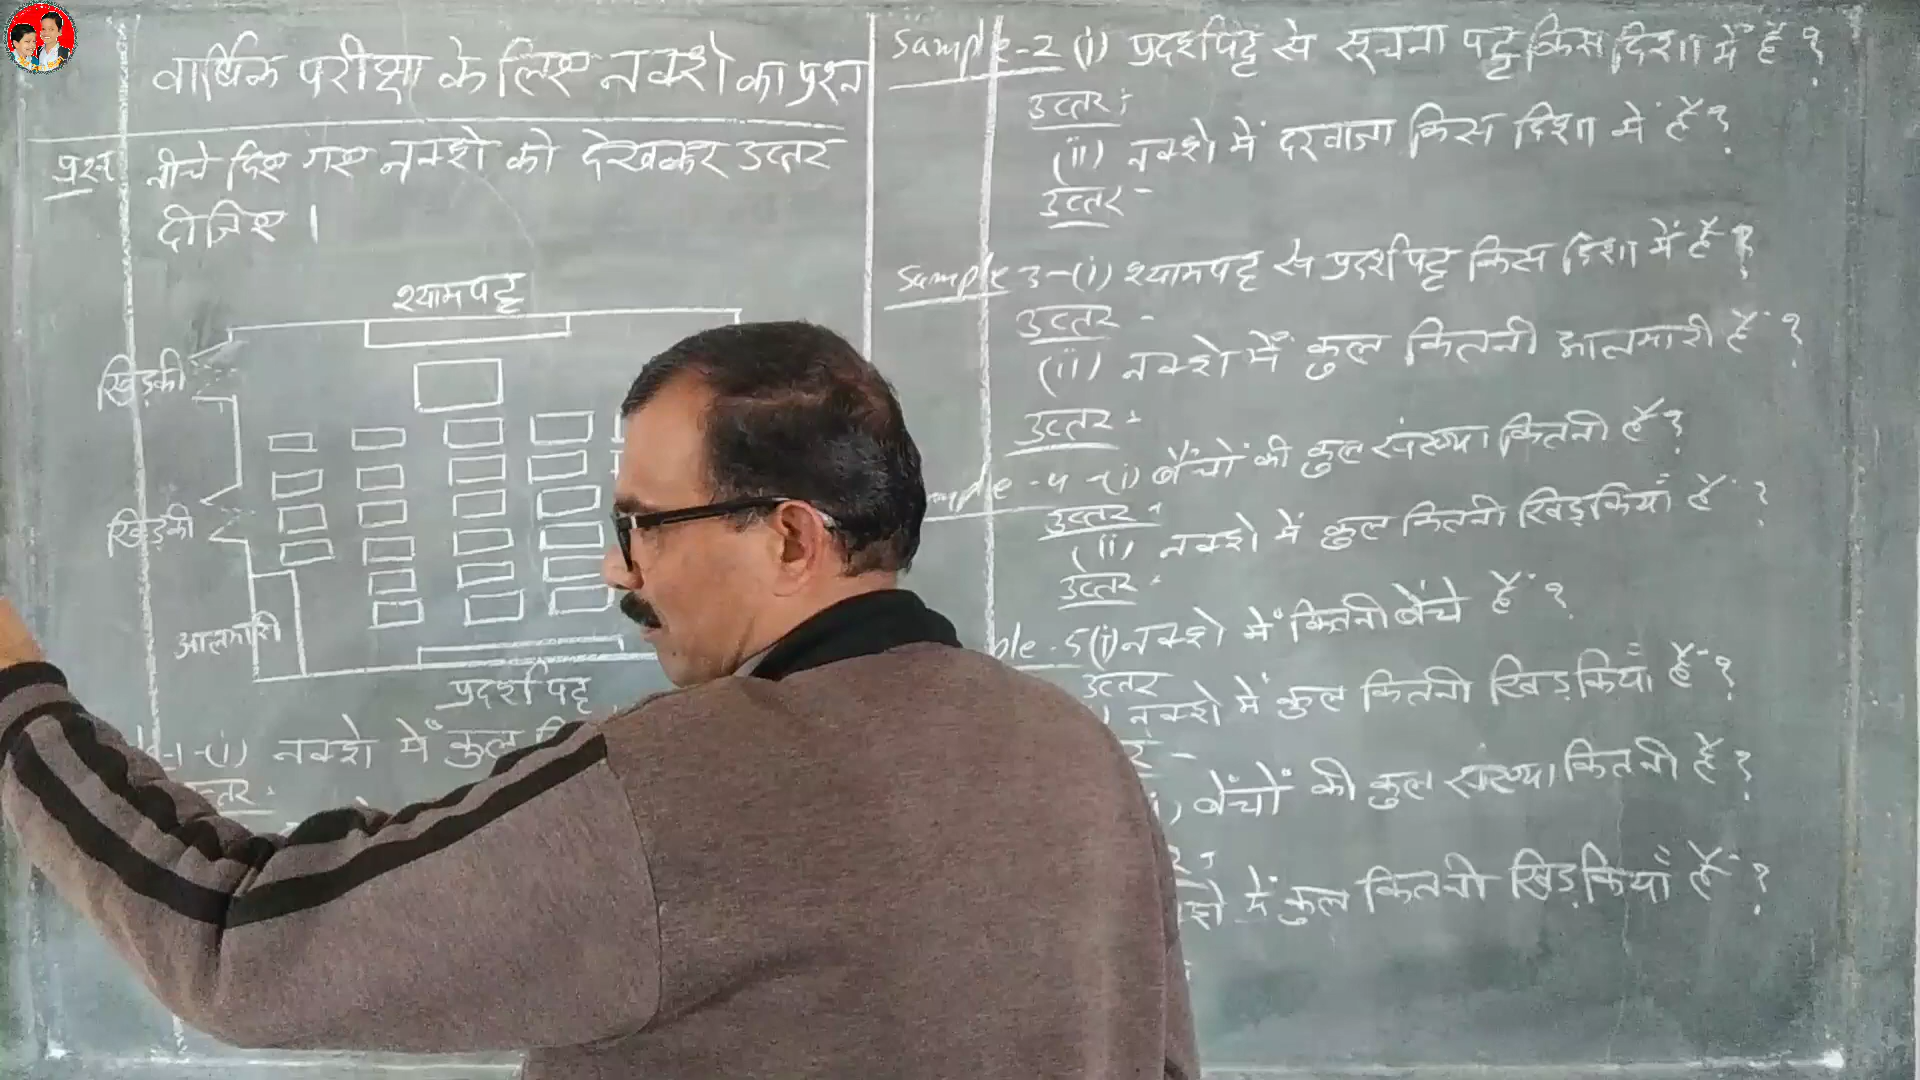 वार्षिक परीक्षा के लिए नक्शे का प्रश्न
प्रश्न नीचे दिए गए नक्शे को देखकर उत्तर
दीजिए ।
श्यामपट्ट
खिड़की
खिड़की
आलमारी
प्रदर्शपट्ट
-1-(i) नक्शे में कुल
Sample-2 (i) प्रदर्शपट्ट से सूचना पट्ट किस दिशा में है ?
उत्तर :
(ii) नक्शे में दरवाजा किस दिशा में है ?
उत्तर -
Sample 3-(i) श्यामपट्ट से प्रदर्शपट्ट किस दिशा में है ?
उत्तर -
(ii) नक्शे में कुल कितनी आलमारी हैं ?
उत्तर -
mple -4 -(i) बैंचों की कुल संख्या कितनी है ?
उत्तर -
(ii) नक्शे में कुल कितनी खिड़कियाँ हैं ?
उत्तर -
ple - 5 (i) नक्शे में कितनी बैंचे हैं ?
उत्तर
) नक्शे में कुल कितनी खिड़कियाँ हैं ?
र -
) बैंचों की कुल संख्या कितनी है ?
र -
शे में कुल कितनी खिड़कियाँ हैं ?